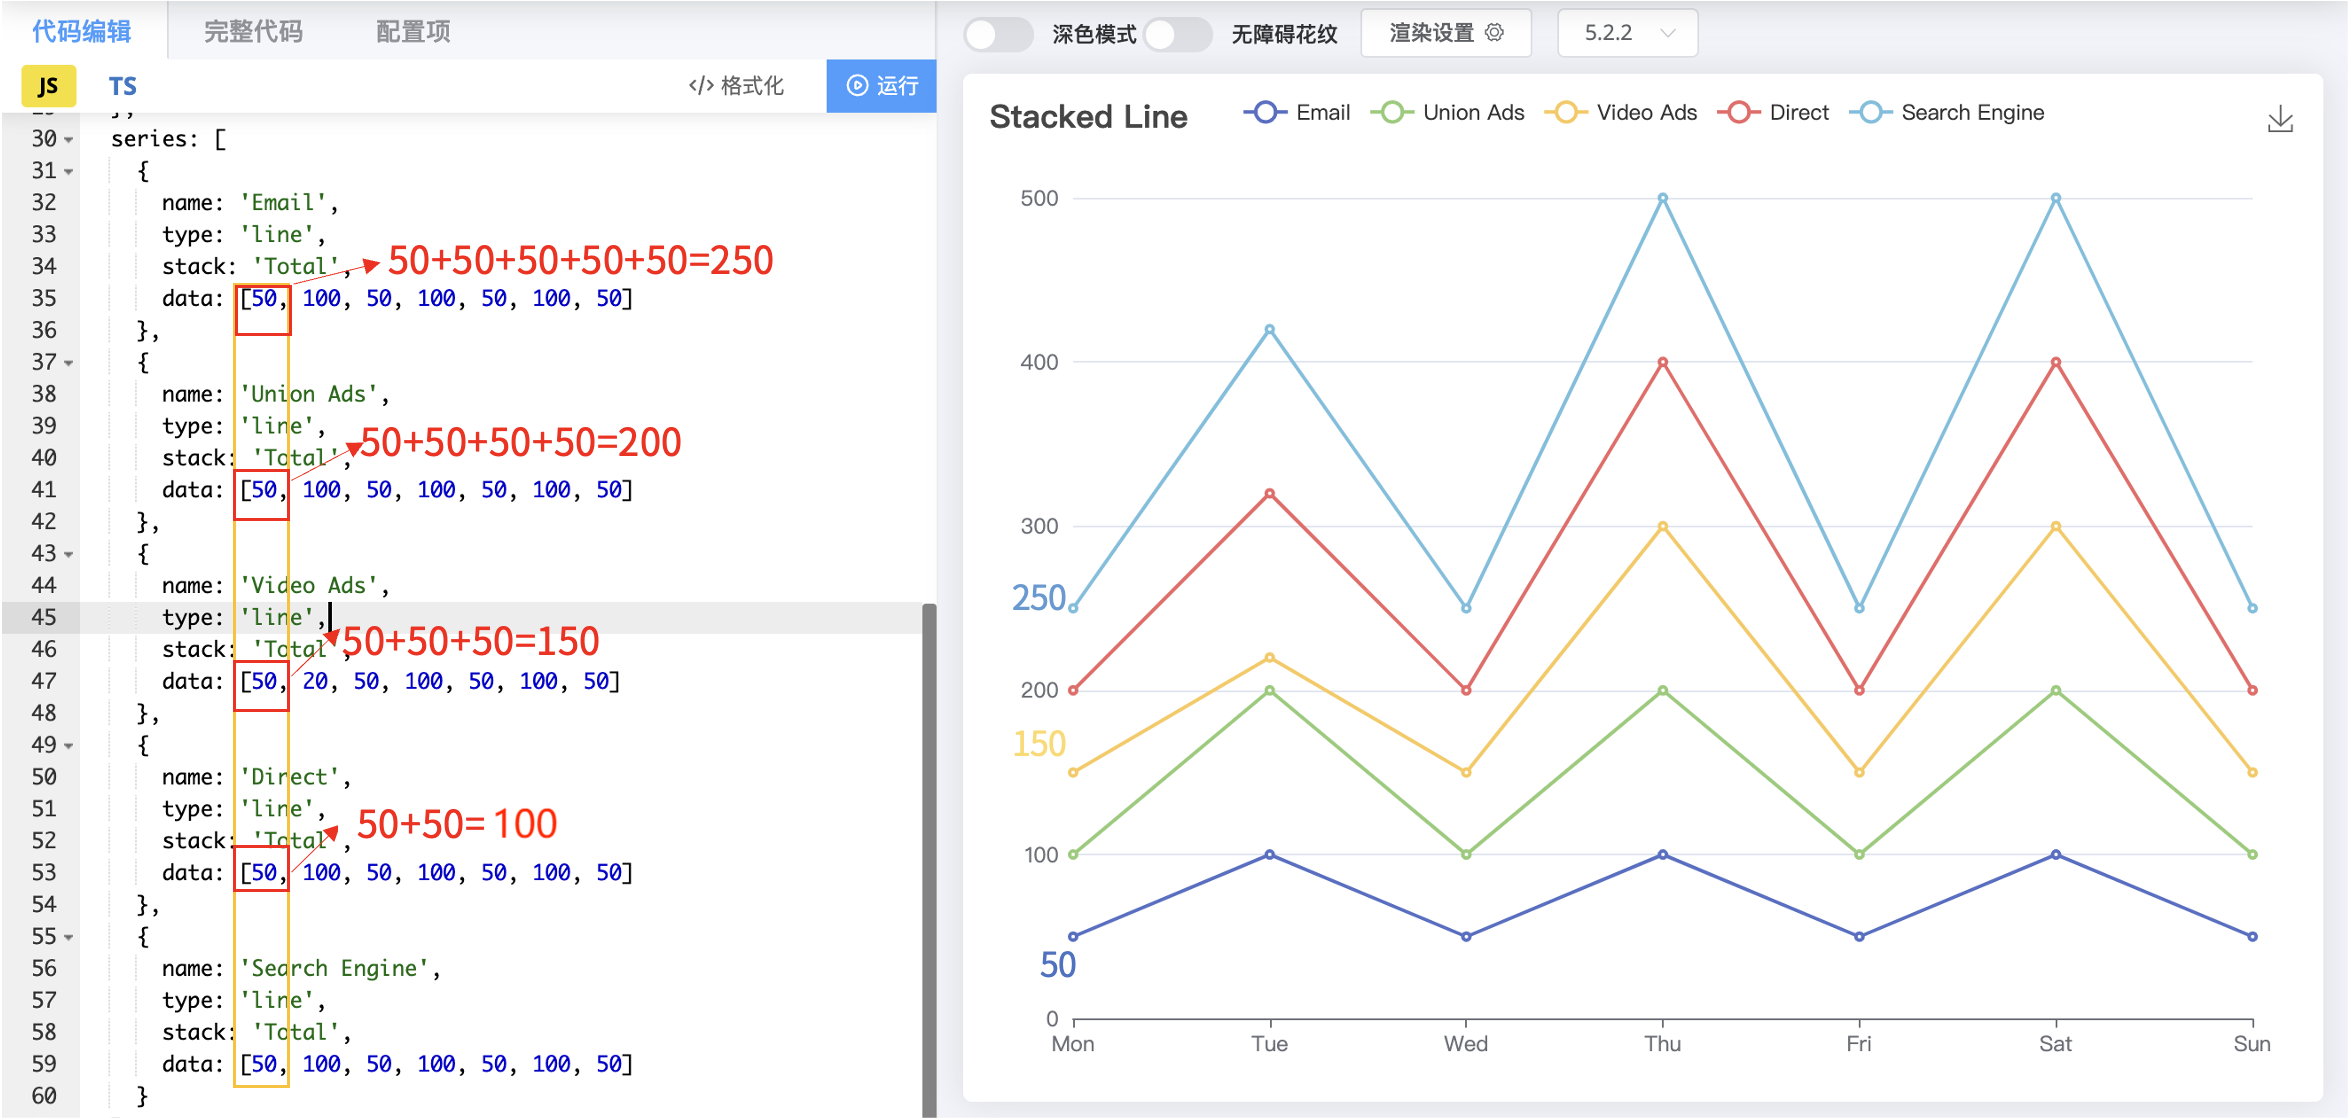 代码编辑 完整代码 配置项
JS TS </> 格式化 运行
30 series: [
31 {
32 name: 'Email',
33 type: 'line',
34 stack: 'Total',
50+50+50+50+50=250
35 data: [50, 100, 50, 100, 50, 100, 50]
36 },
37 {
38 name: 'Union Ads',
39 type: 'line',
40 stack: 'Total',
50+50+50+50=200
41 data: [50, 100, 50, 100, 50, 100, 50]
42 },
43 {
44 name: 'Video Ads',
45 type: 'line',
46 stack: 'Total',
50+50+50=150
47 data: [50, 20, 50, 100, 50, 100, 50]
48 },
49 {
50 name: 'Direct',
51 type: 'line',
52 stack: 'Total',
50+50= 100
53 data: [50, 100, 50, 100, 50, 100, 50]
54 },
55 {
56 name: 'Search Engine',
57 type: 'line',
58 stack: 'Total',
59 data: [50, 100, 50, 100, 50, 100, 50]
60 }
深色模式 无障碍花纹 渲染设置 5.2.2
Stacked Line
Email Union Ads Video Ads Direct Search Engine
500
400
300
250
200
150
100
50
0
Mon Tue Wed Thu Fri Sat Sun